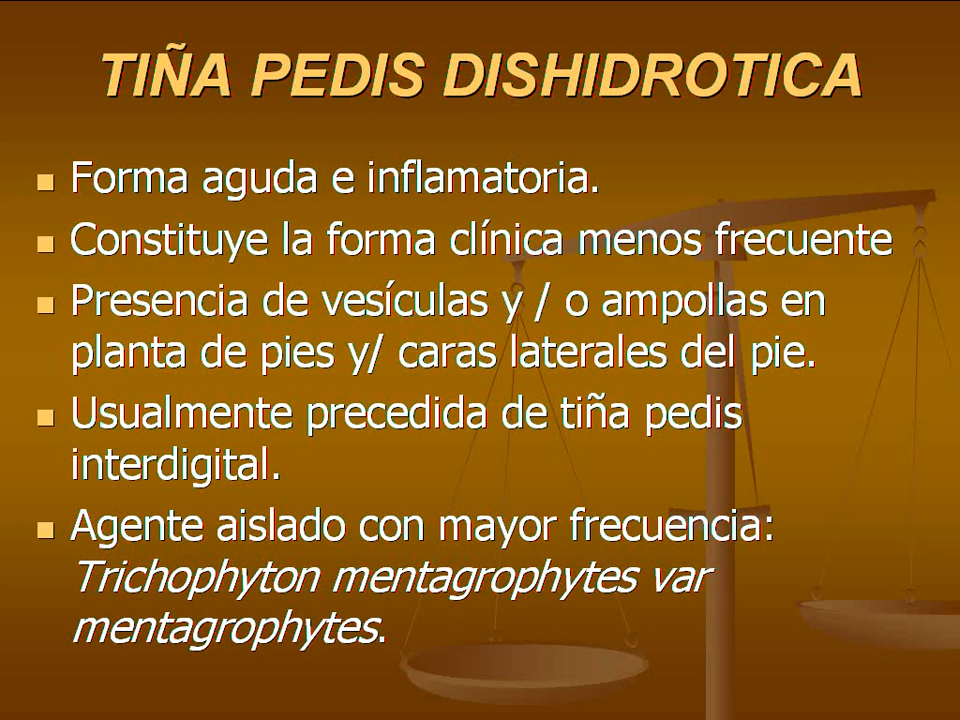 TIÑA PEDIS DISHIDROTICA
Forma aguda e inflamatoria.
Constituye la forma clínica menos frecuente
Presencia de vesículas y / o ampollas en
planta de pies y/ caras laterales del pie.
Usualmente precedida de tiña pedis
interdigital.
Agente aislado con mayor frecuencia:
Trichophyton mentagrophytes var
mentagrophytes.